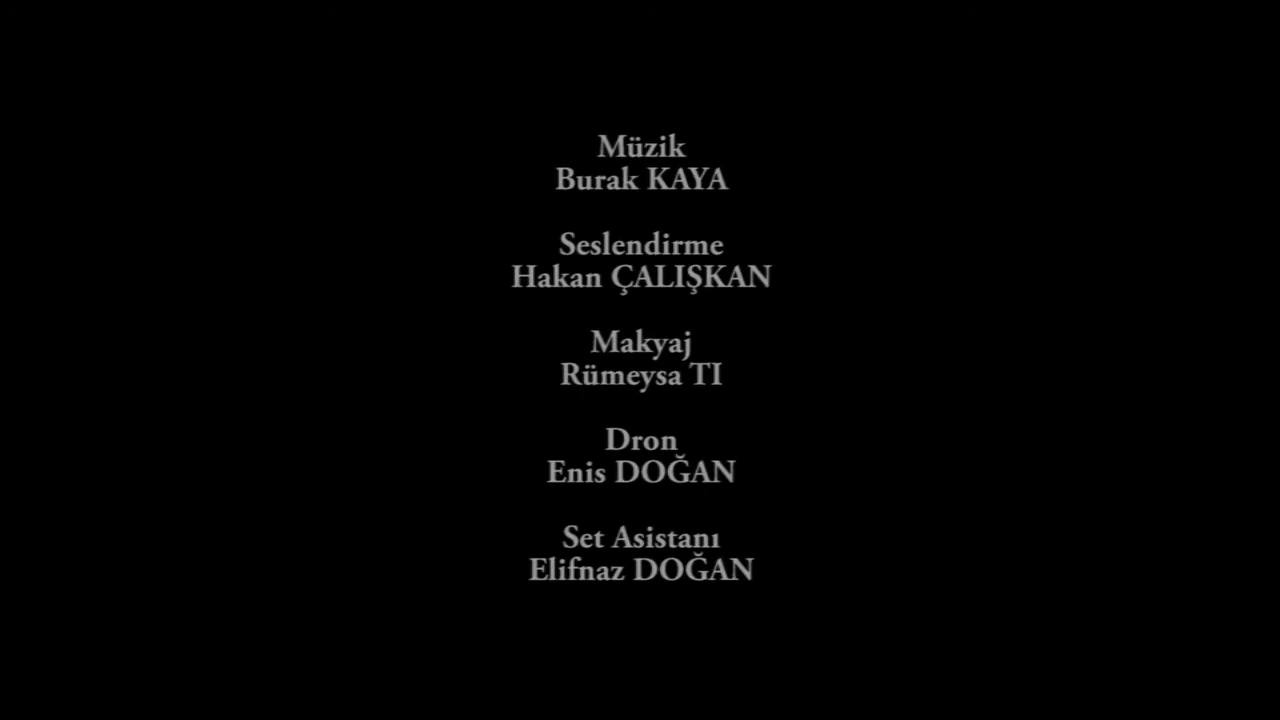 Müzik
Burak KAYA
Seslendirme
Hakan ÇALIŞKAN
Makyaj
Rümeysa TI
Dron
Enis DOĞAN
Set Asistanı
Elifnaz DOĞAN